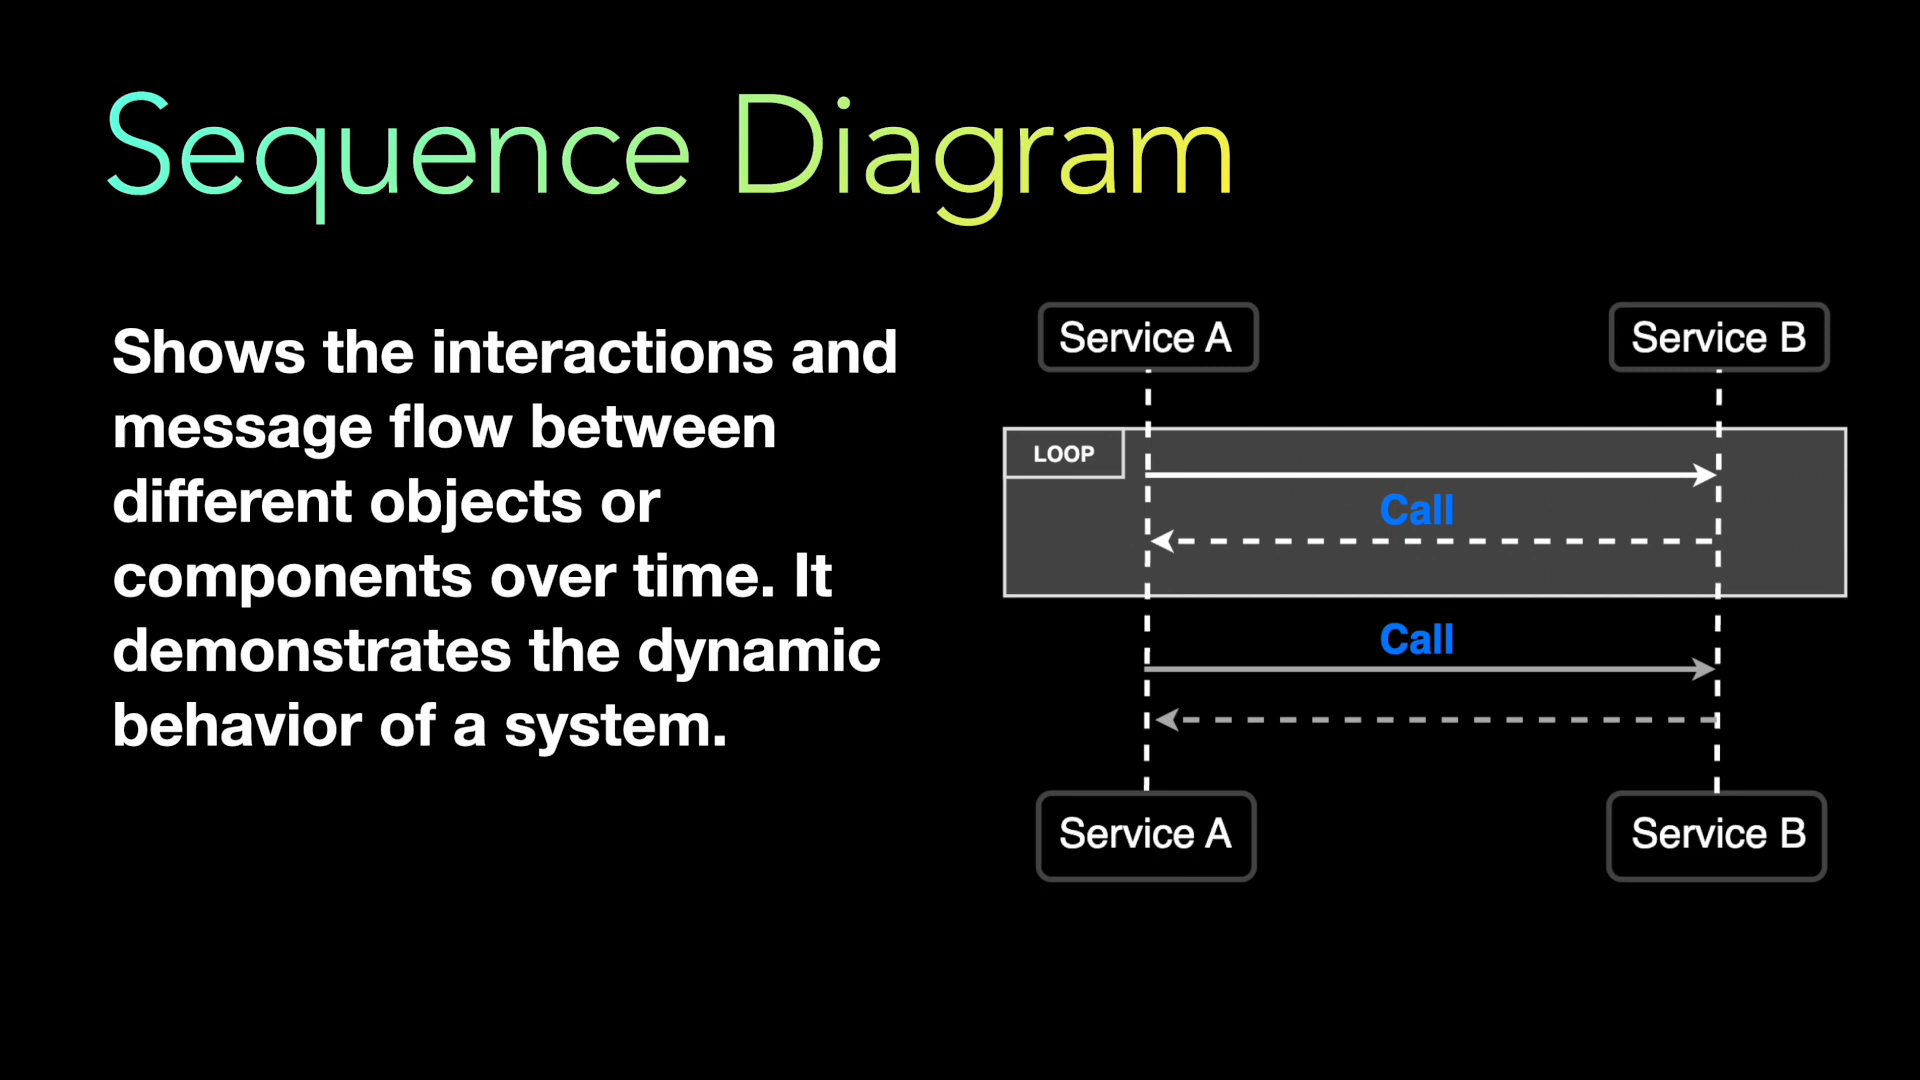 Sequence Diagram
Shows the interactions and
message flow between
different objects or
components over time. It
demonstrates the dynamic
behavior of a system.
Service A
Service B
LOOP
Call
Call
Service A
Service B